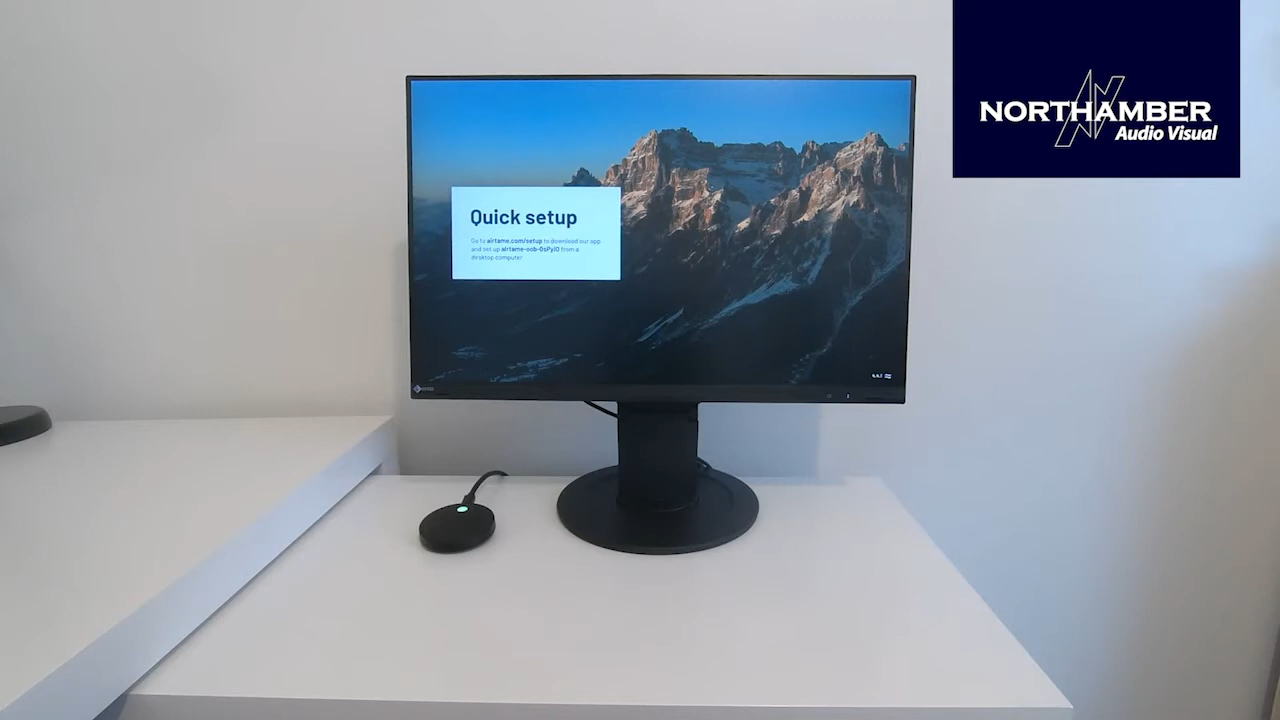 NORTHAMBER
Audio Visual
Quick setup
Go to airtame.com/setup to download our app
and set up from a
desktop computer